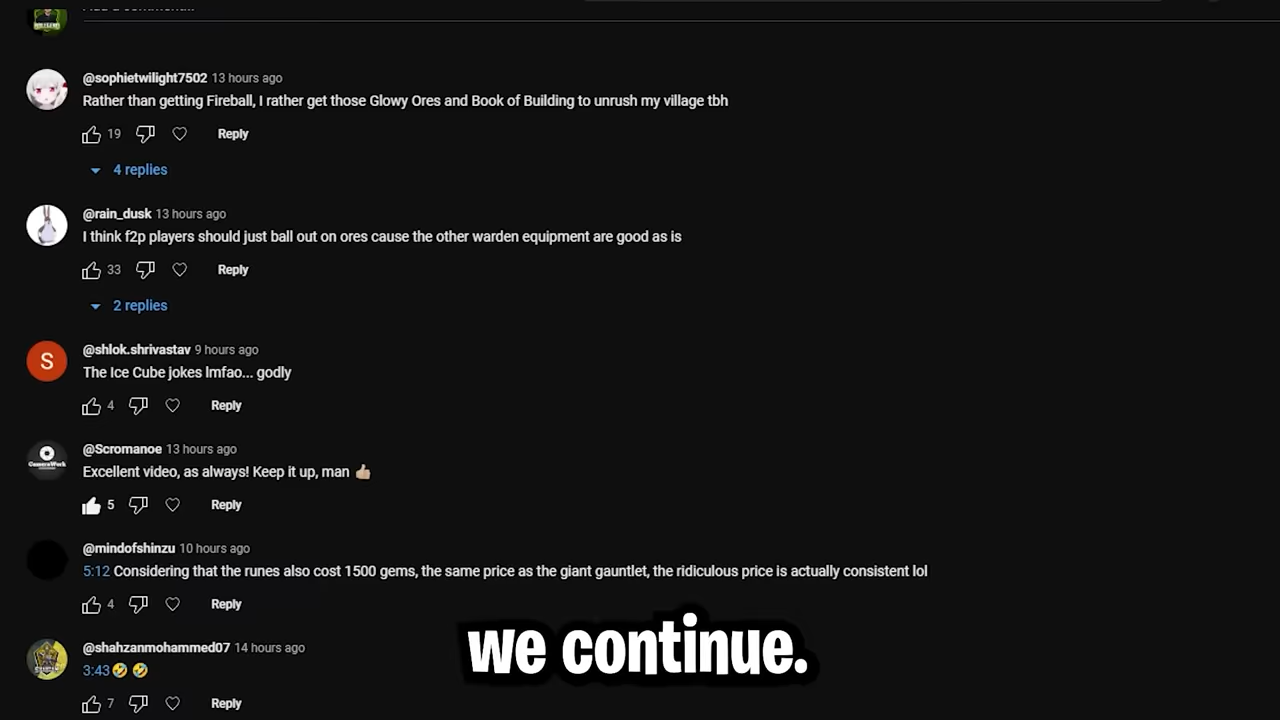 @sophietwilight7502 13 hours ago
Rather than getting Fireball, I rather get those Glowy Ores and Book of Building to unrush my village tbh
19 Reply
4 replies
@rain_dusk 13 hours ago
I think f2p players should just ball out on ores cause the other warden equipment are good as is
33 Reply
2 replies
S
@shlok.shrivastav 9 hours ago
The Ice Cube jokes lmfao... godly
4 Reply
@Scromanoe 13 hours ago
Excellent video, as always! Keep it up, man 👍🏼
5 Reply
@mindofshinzu 10 hours ago
5:12 Considering that the runes also cost 1500 gems, the same price as the giant gauntlet, the ridiculous price is actually consistent lol
4 Reply
we continue.
@shahzanmohammed07 14 hours ago
3:43🤣 🤣
7 Reply